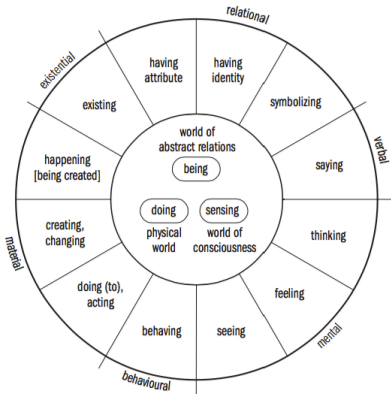 relational
having
attribute
having
identity
existential
existing
symbolizing
world of
abstract relations
being
verbal
happening
[being created]
saying
doing
sensing
creating,
changing
physical
world
world of
consciousness
thinking
material
doing (to),
acting
feeling
behaving
seeing
mental
behavioural